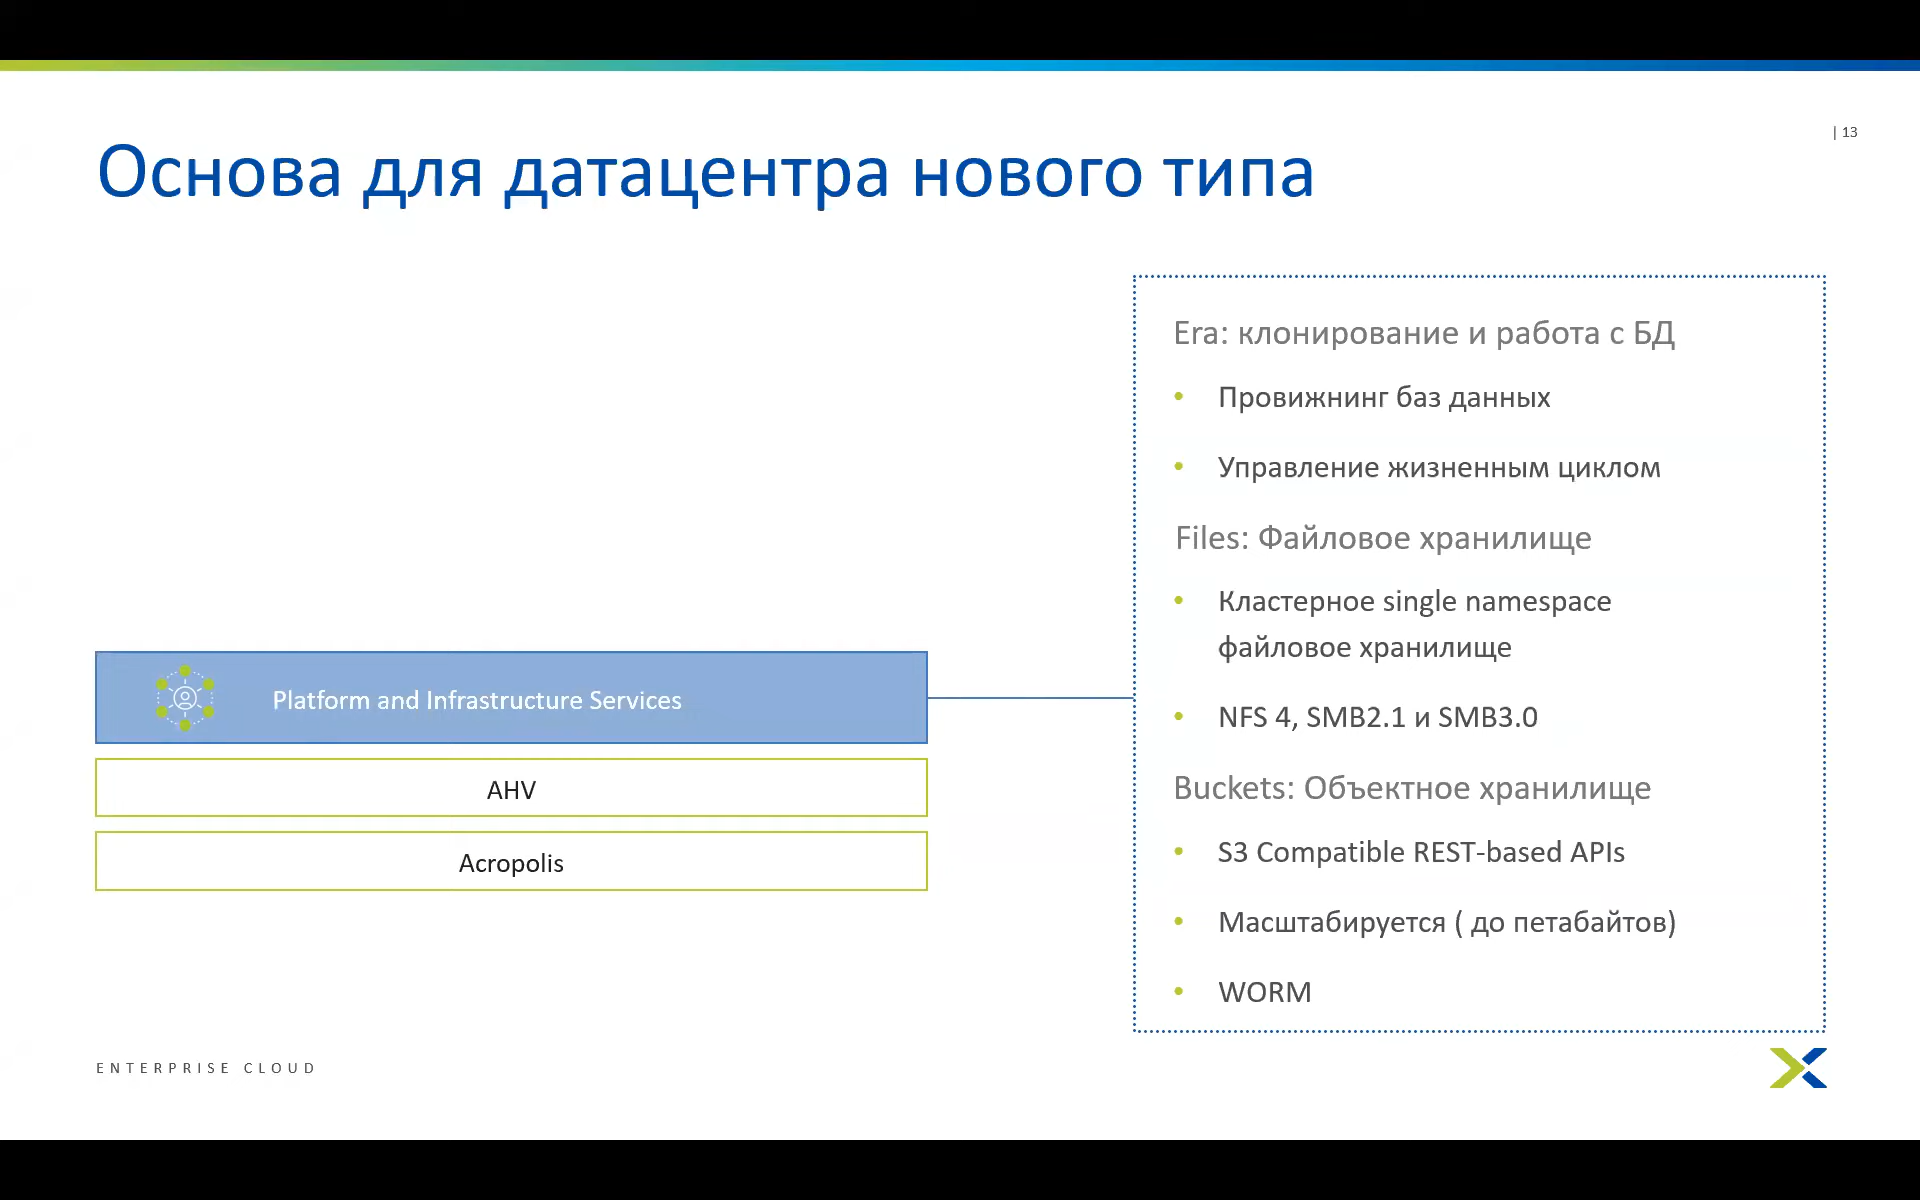 | 13
Основа для датацентра нового типа
Platform and Infrastructure Services
AHV
Acropolis
Era: клонирование и работа с БД
• Провижнинг баз данных
• Управление жизненным циклом
Files: Файловое хранилище
• Кластерное single namespace
файловое хранилище
• NFS 4, SMB2.1 и SMB3.0
Buckets: Объектное хранилище
• S3 Compatible REST-based APIs
• Масштабируется ( до петабайтов)
• WORM
ENTERPRISE CLOUD